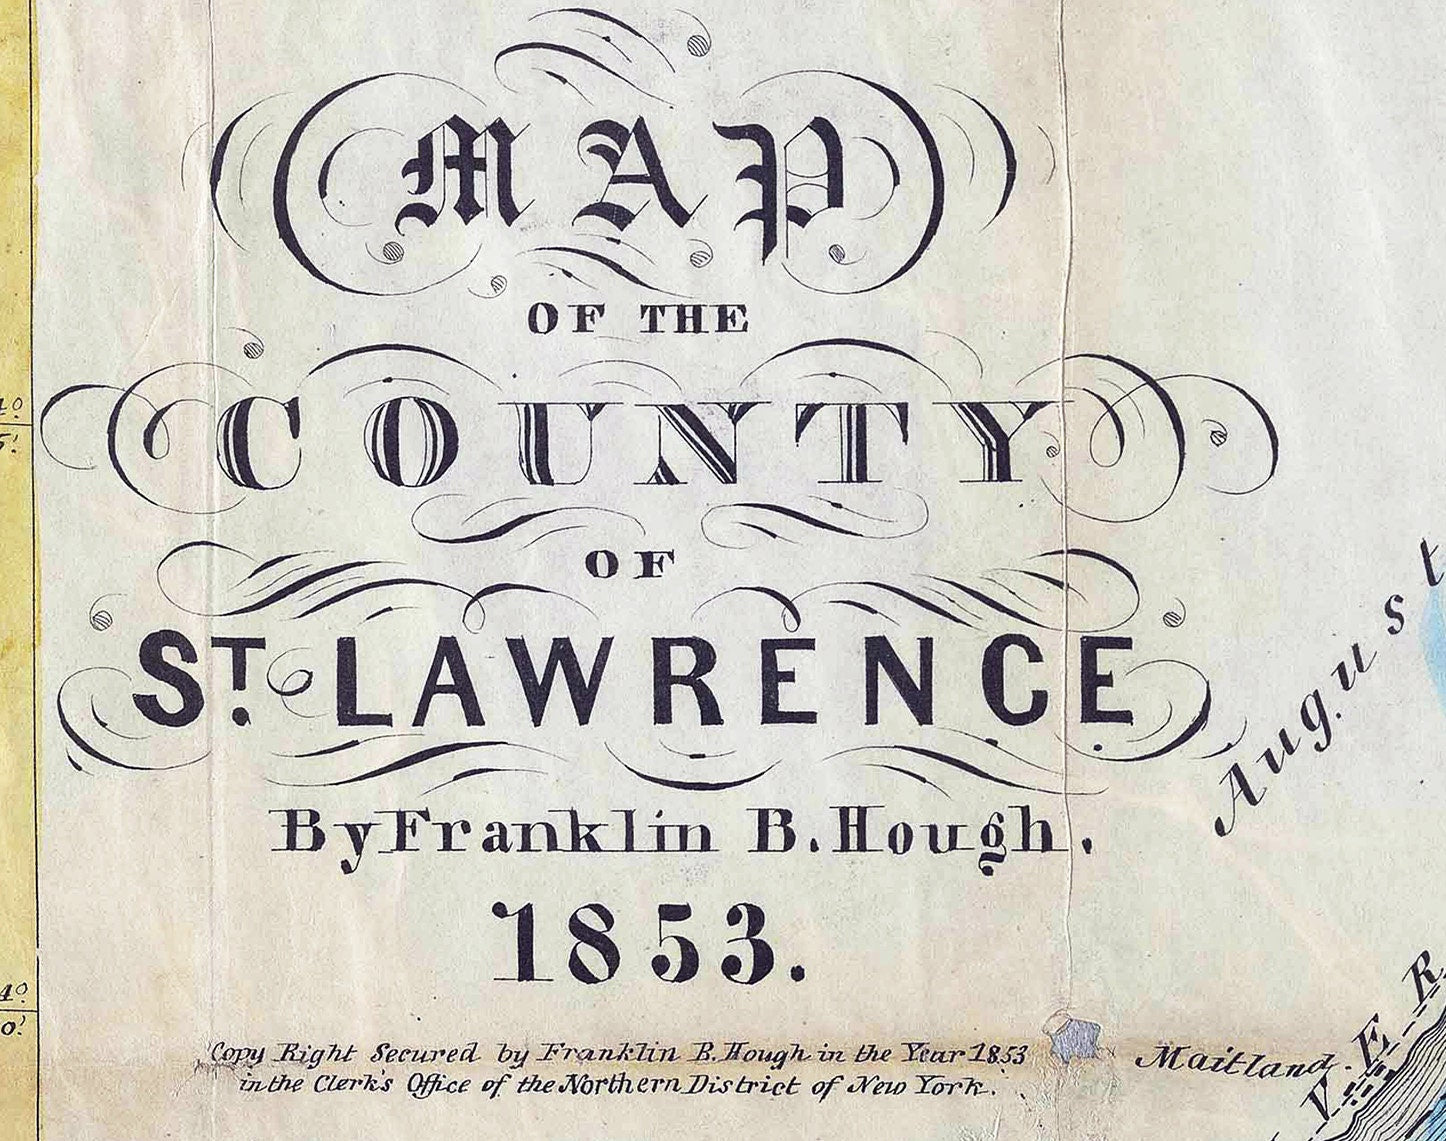 MAP
OF THE
COUNTY
OF
ST. LAWRENCE
By Franklin B. Hough.
1853.
Copy Right Secured by Franklin B. Hough in the Year 1853
in the Clerk's Office of the Northern District of New York.
August
Maitland.
VER